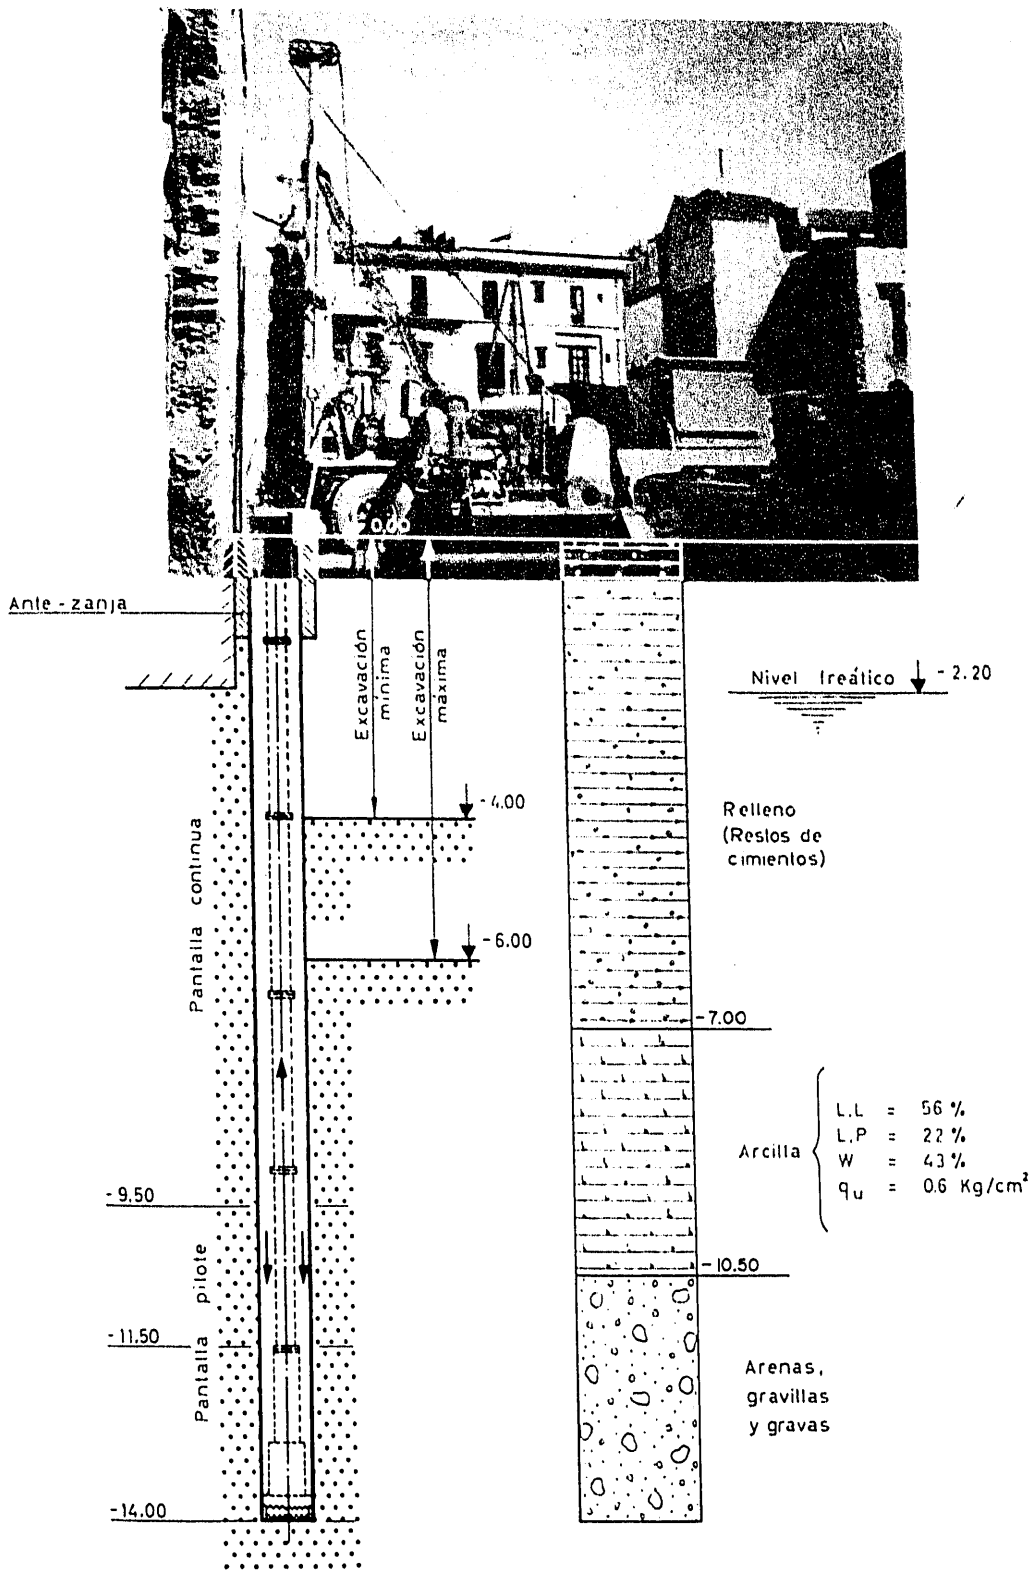 0.00
Ante-zanja
Excavación
mínima
Excavación
máxima
Nivel freático
-2.20
-4.00
Relleno
(Restos de
cimientos)
Pantalla continua
-6.00
-7.00
Arcilla
L.L = 56 %
L.P = 22 %
W = 43 %
qu = 0.6 Kg/cm²
-9.50
-10.50
Pantalla pilote
-11.50
Arenas,
gravillas
y gravas
-14.00